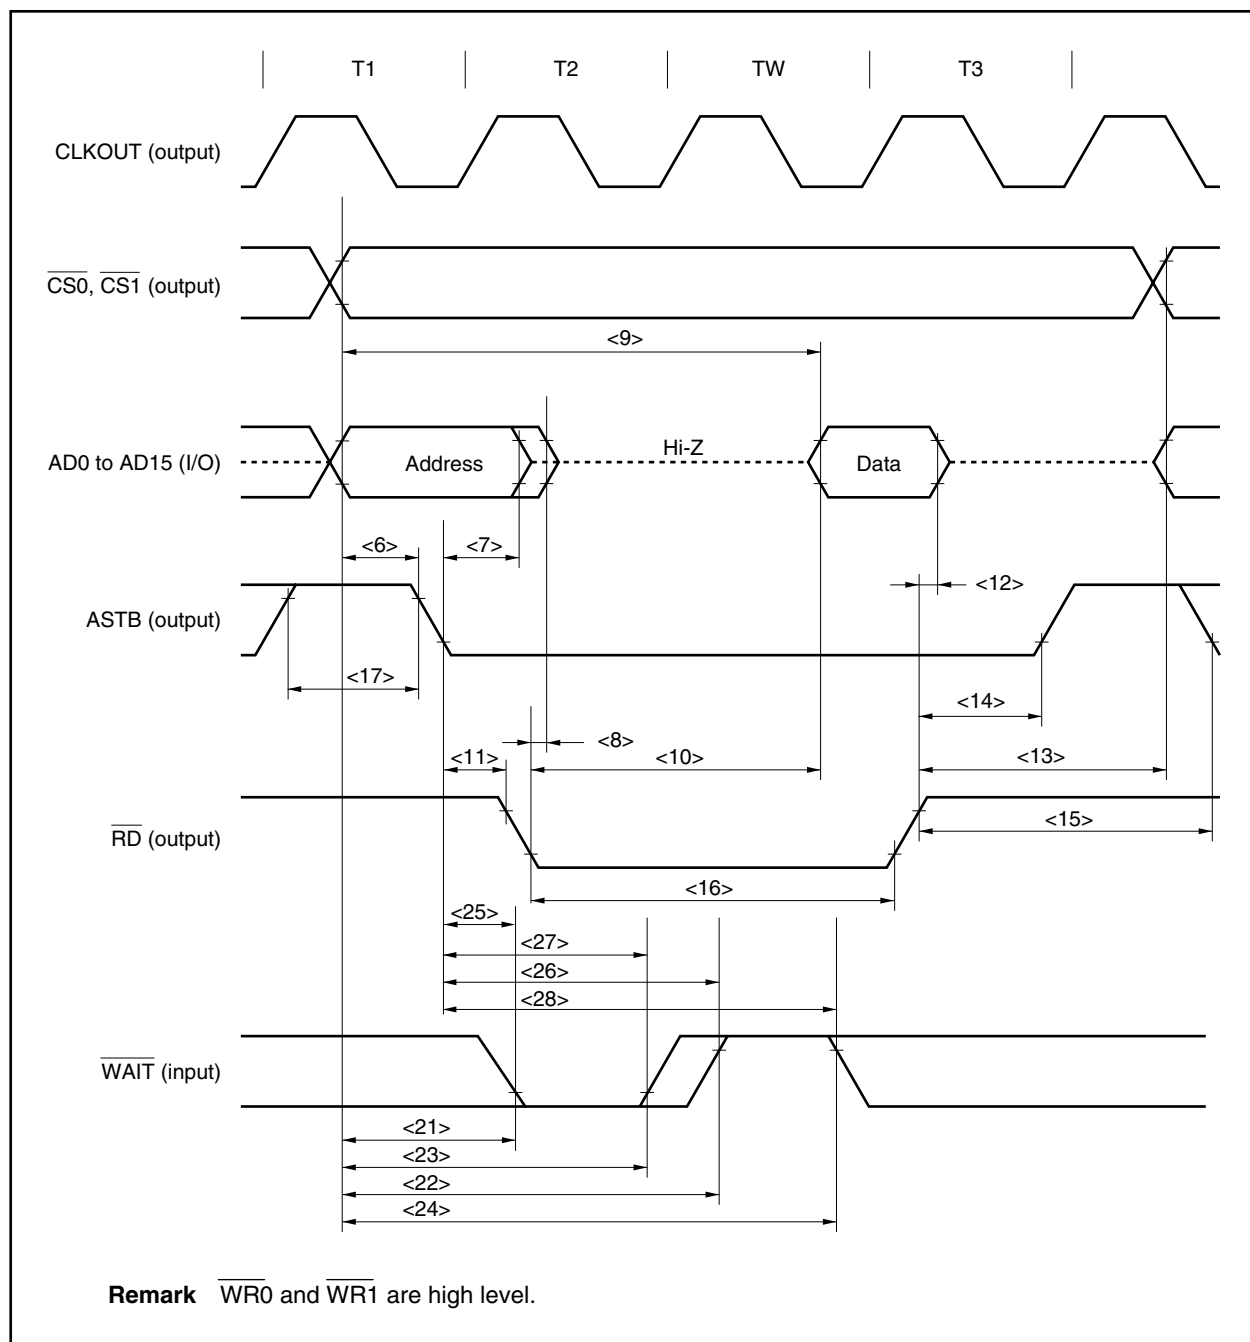 T1 T2 TW T3
CLKOUT (output)
CS0, CS1 (output)
<9>
AD0 to AD15 (I/O) Address Hi-Z Data
<6> <7>
<12>
ASTB (output)
<17>
<14>
<8>
<11> <10> <13>
<15>
RD (output)
<16>
<25>
<27>
<26>
<28>
WAIT (input)
<21>
<23>
<22>
<24>
Remark WR0 and WR1 are high level.